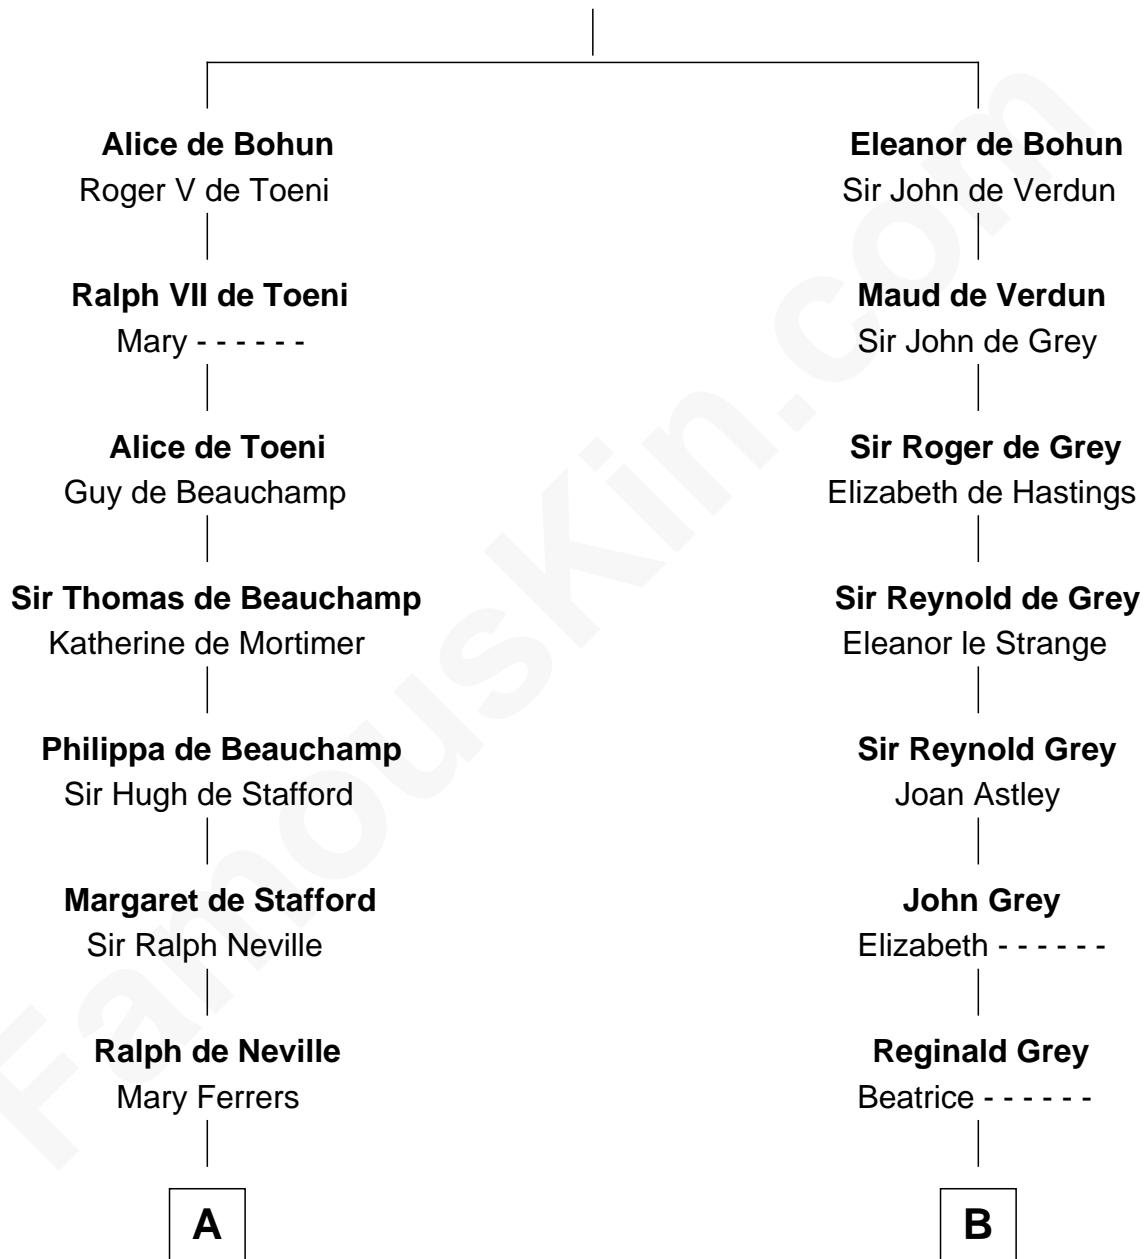 Alice de Bohun
Roger V de Toeni
Ralph VII de Toeni
Mary - - - - - -
Alice de Toeni
Guy de Beauchamp
Sir Thomas de Beauchamp
Katherine de Mortimer
Philippa de Beauchamp
Sir Hugh de Stafford
Margaret de Stafford
Sir Ralph Neville
Ralph de Neville
Mary Ferrers
A
Eleanor de Bohun
Sir John de Verdun
Maud de Verdun
Sir John de Grey
Sir Roger de Grey
Elizabeth de Hastings
Sir Reynold de Grey
Eleanor le Strange
Sir Reynold Grey
Joan Astley
John Grey
Elizabeth - - - - - -
Reginald Grey
Beatrice - - - - - -
B
FamousKin.com